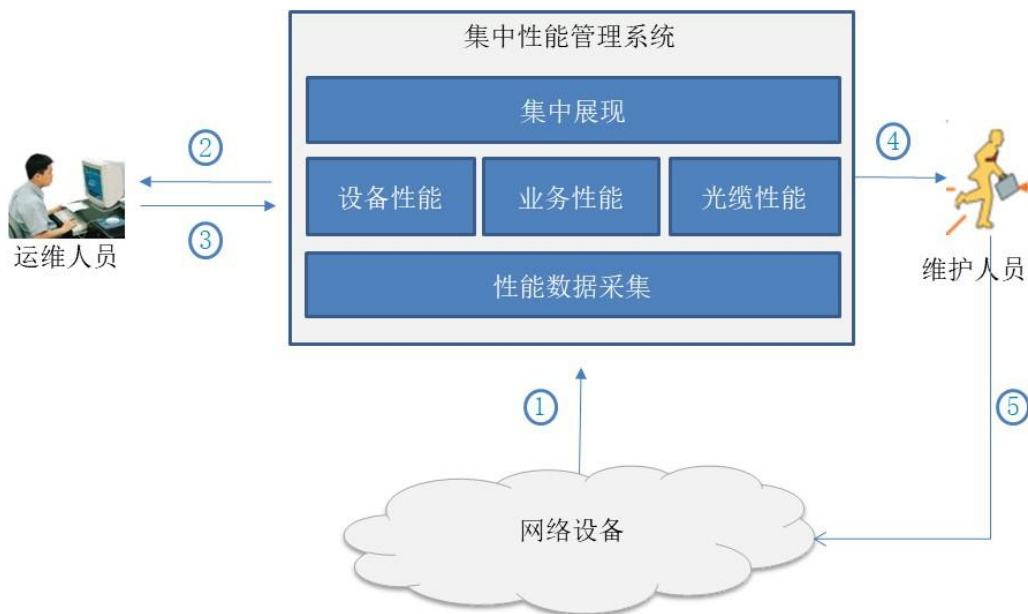 集中性能管理系统
集中展现
②
④
设备性能
业务性能
光缆性能
③
运维人员
维护人员
性能数据采集
①
⑤
网络设备